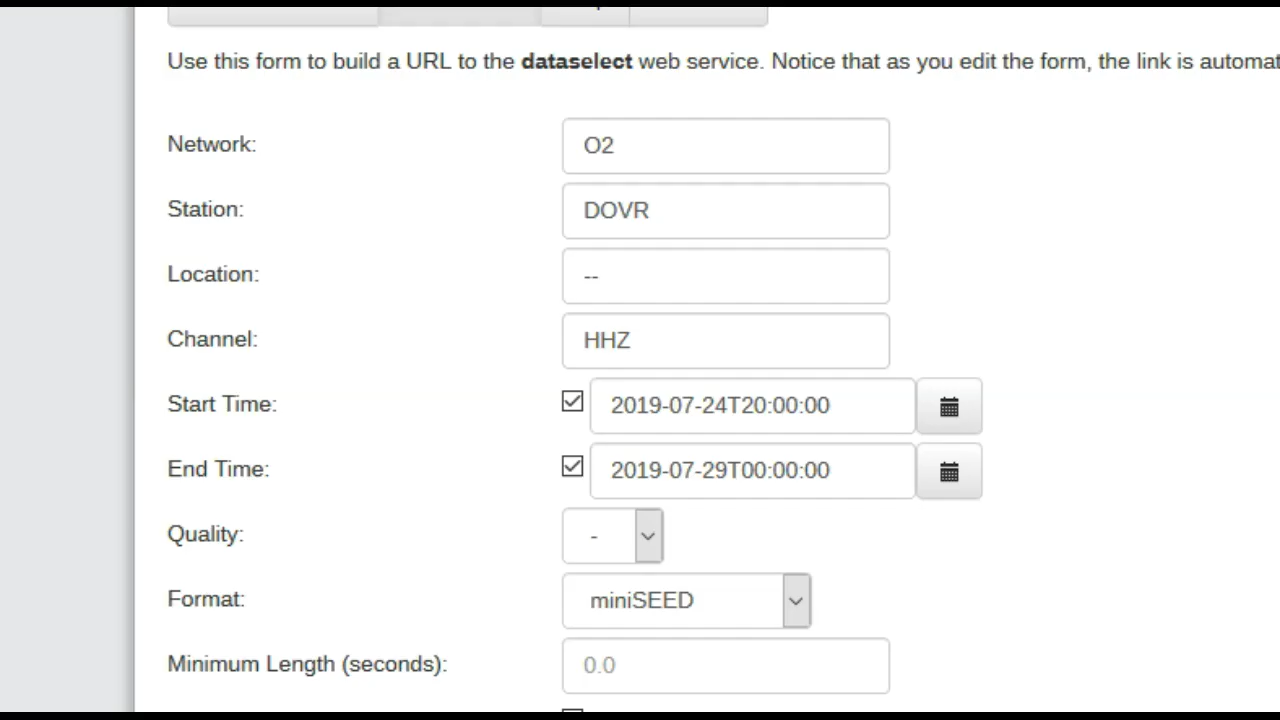 Use this form to build a URL to the dataselect web service. Notice that as you edit the form, the link is
Network: O2
Station: DOVR
Location: --
Channel: HHZ
Start Time: 2019-07-24T20:00:00
End Time: 2019-07-29T00:00:00
Quality: -
Format: miniSEED
Minimum Length (seconds): 0.0